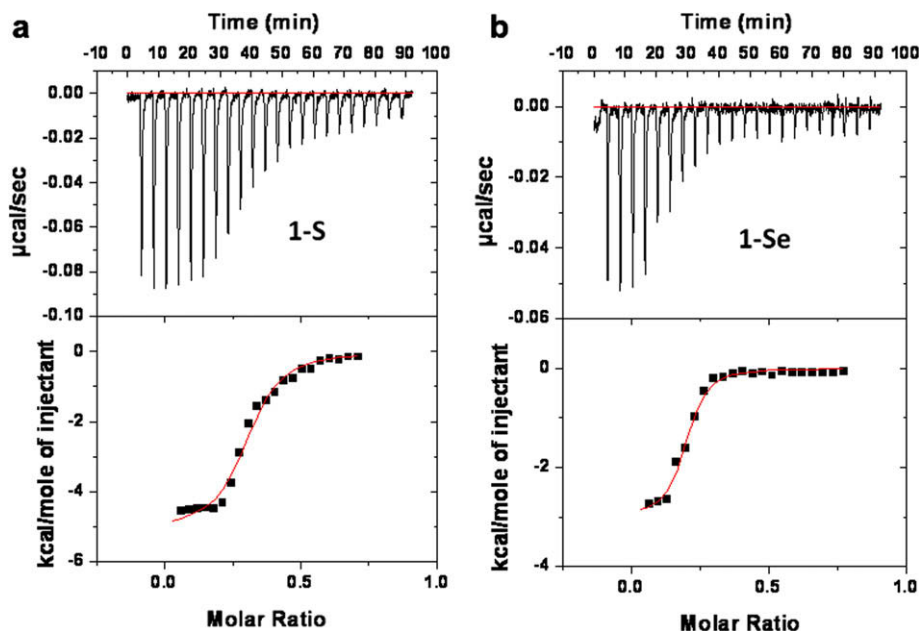 a
Time (min)
-10 0 10 20 30 40 50 60 70 80 90 100
0.00
-0.02
-0.04
-0.06
-0.08
-0.10
µcal/sec
1-S
0
-2
-4
-6
kcal/mole of injectant
0.0 0.5 1.0
Molar Ratio
b
Time (min)
-10 0 10 20 30 40 50 60 70 80 90 100
0.00
-0.02
-0.04
-0.06
µcal/sec
1-Se
0
-2
-4
kcal/mole of injectant
0.0 0.5 1.0
Molar Ratio